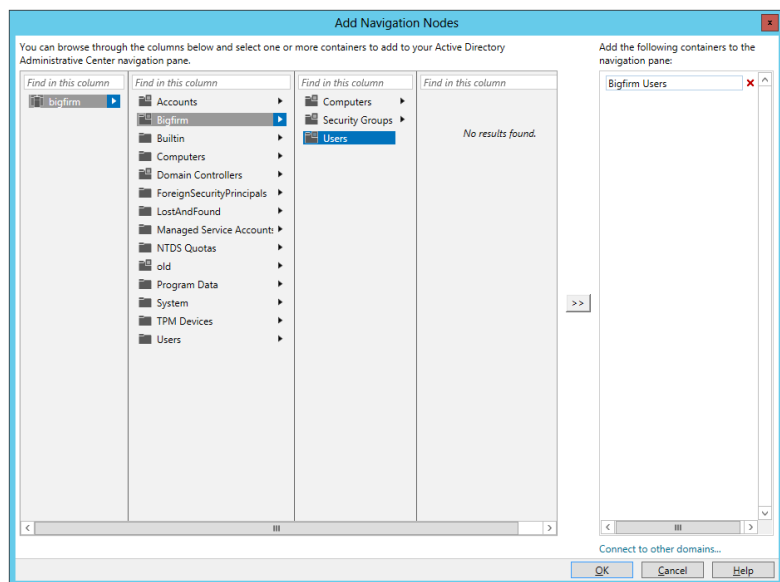 Add Navigation Nodes
x
You can browse through the columns below and select one or more containers to add to your Active Directory
Administrative Center navigation pane.
Add the following containers to the
navigation pane:
Find in this column
bigfirm
Find in this column
Accounts
Bigfirm
Builtin
Computers
Domain Controllers
ForeignSecurityPrincipals
LostAndFound
Managed Service Accounts
NTDS Quotas
old
Program Data
System
TPM Devices
Users
Find in this column
Computers
Security Groups
Users
Find in this column
No results found.
>>
Bigfirm Users
Connect to other domains...
OK
Cancel
Help